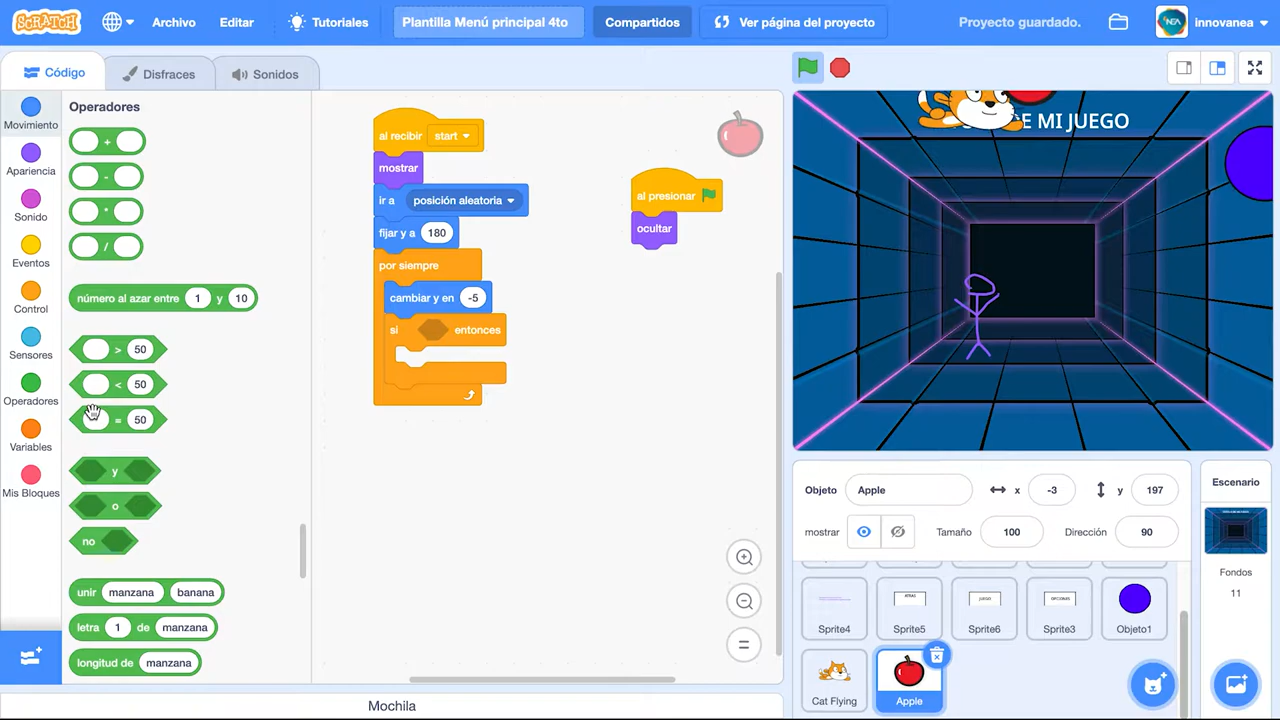 SCRATCH
Archivo
Editar
Tutoriales
Plantilla Menú principal 4to
Compartidos
Ver página del proyecto
Proyecto guardado.
innovanea
Código
Disfraces
Sonidos
Movimiento
Apariencia
Sonido
Eventos
Control
Sensores
Operadores
Variables
Mis Bloques
Operadores
+
-
*
/
número al azar entre 1 y 10
> 50
< 50
= 50
y
o
no
unir manzana banana
letra 1 de manzana
longitud de manzana
al recibir start
mostrar
ir a posición aleatoria
fijar y a 180
por siempre
cambiar y en -5
si entonces
al presionar
ocultar
E MI JUEGO
Objeto Apple x -3 y 197
mostrar Tamaño 100 Dirección 90
ATRAS
JUEGO
OPCIONES
Sprite4
Sprite5
Sprite6
Sprite3
Objeto1
Cat Flying
Apple
Escenario
Fondos
11
Mochila